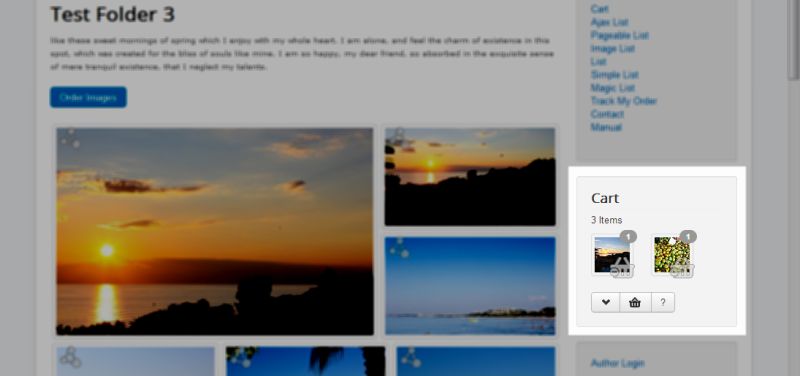 Test Folder 3
like these sweet mornings of spring which I enjoy with my whole heart. I am alone, and feel the charm of existence in this
spot, which was created for the bliss of souls like mine. I am so happy, my dear friend, so absorbed in the exquisite sense
of mere tranquil existence, that I neglect my talents.
Order Images
Cart
Ajax List
Pageable List
Image List
List
Simple List
Magic List
Track My Order
Contact
Manual
Cart
3 Items
1
1
?
Author Login